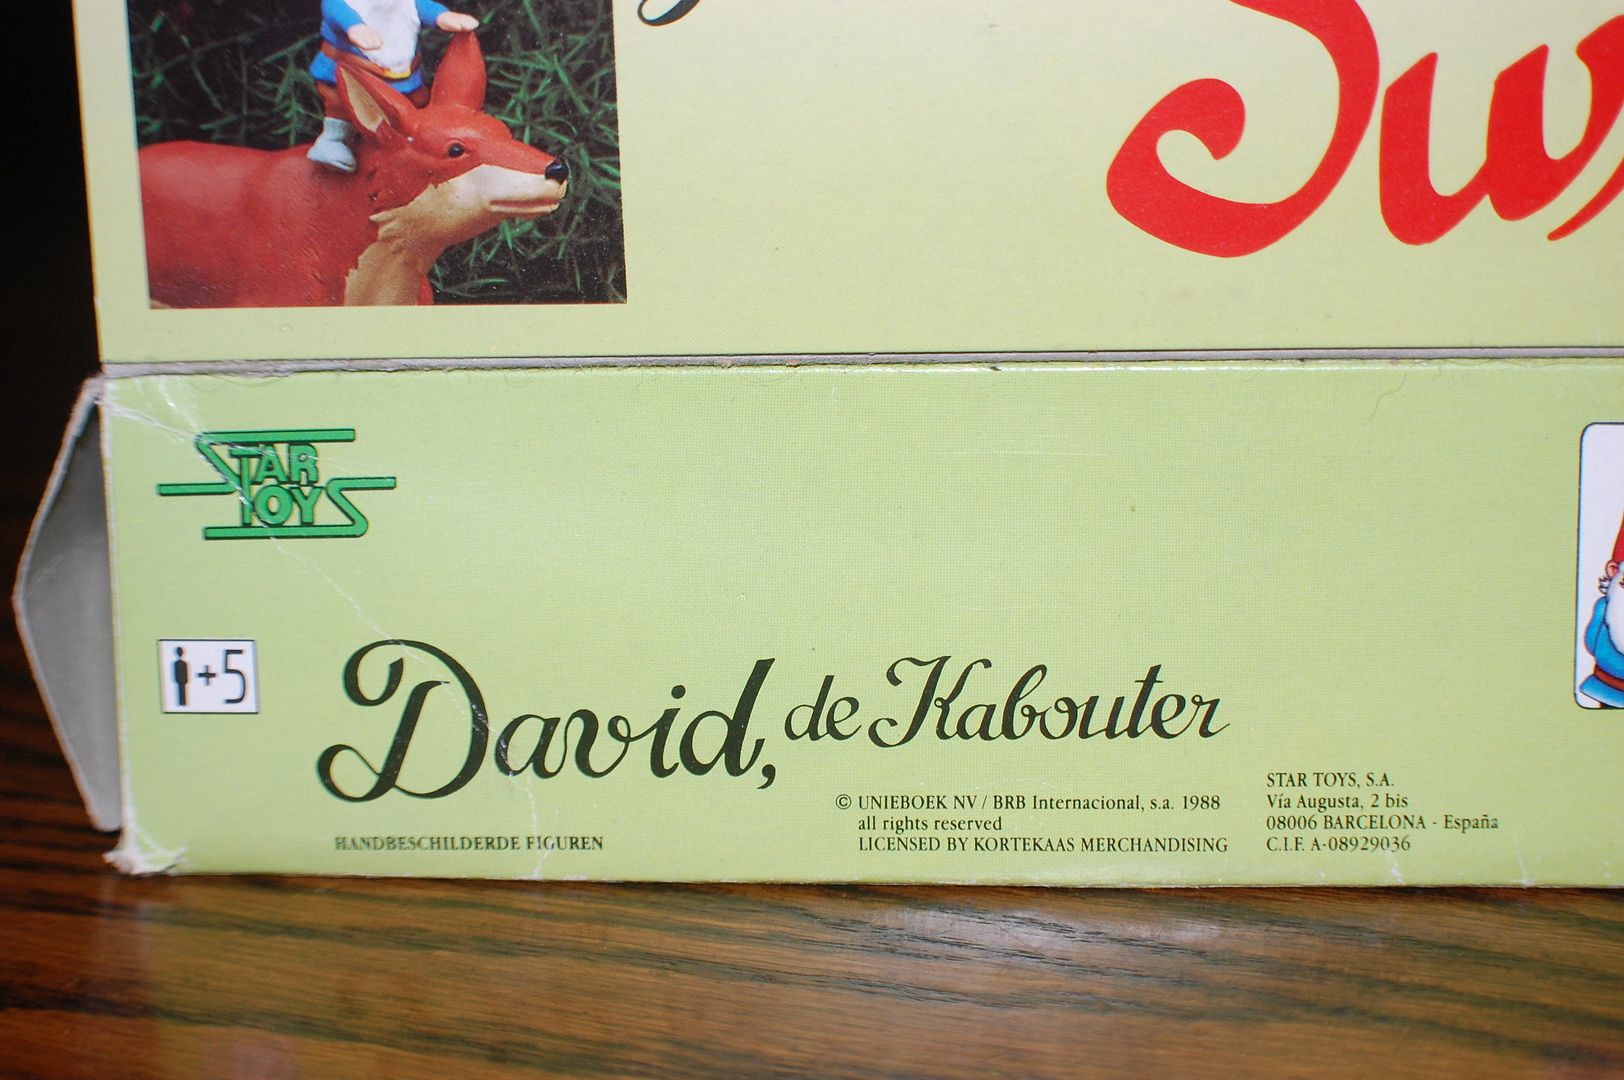 Sw
STAR
TOYS
+5
David, de Kabouter
© UNIEBOEK NV / BRB Internacional, s.a. 1988
all rights reserved
LICENSED BY KORTEKAAS MERCHANDISING
STAR TOYS, S.A.
Vía Augusta, 2 bis
08006 BARCELONA - España
C.I.F. A-08929036
HANDBESCHILDERDE FIGUREN